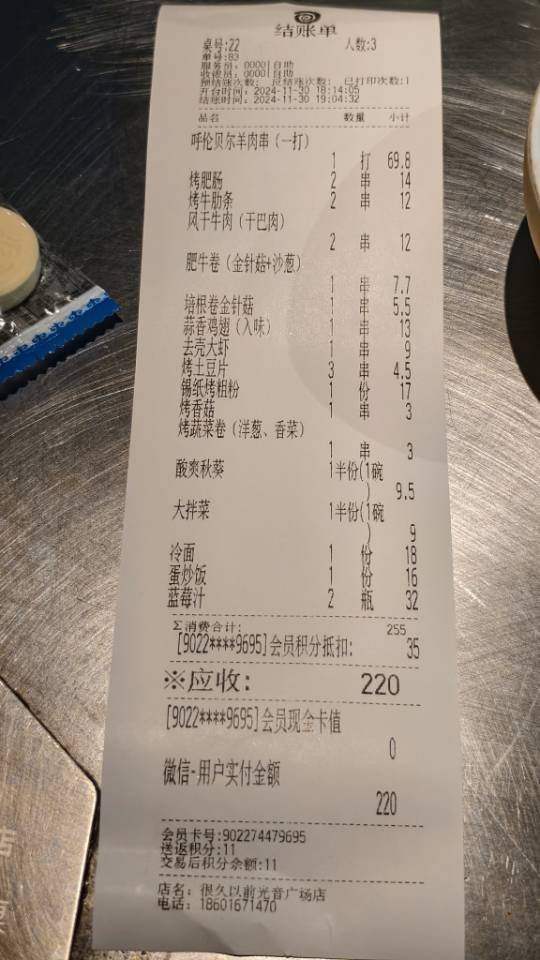 结账单
桌号:22 人数:3
单号:83
服务员: 0000|自助
收银员: 0000|自助
预结账次数: 反结账次数: 已打印次数:1
开台时间: 2024-11-30 18:14:05
结账时间: 2024-11-30 19:04:32
品名 数量 小计
呼伦贝尔羊肉串（一打）
1 打 69.8
烤肥肠 2 串 14
烤牛肋条 2 串 12
风干牛肉（干巴肉）
2 串 12
肥牛卷（金针菇+沙葱）
1 串 7.7
培根卷金针菇 1 串 5.5
蒜香鸡翅（入味） 1 串 13
去壳大虾 1 串 9
烤土豆片 3 串 4.5
锡纸烤粗粉 1 份 17
烤香菇 1 串 3
烤蔬菜卷（洋葱、香菜）
1 串 3
酸爽秋葵 1半份(1碗
) 9.5
大拌菜 1半份(1碗
) 9
冷面 1 份 18
蛋炒饭 1 份 16
蓝莓汁 2 瓶 32
Σ消费合计: 255
[9022****9695]会员积分抵扣: 35
※应收: 220
[9022****9695]会员现金卡值
0
微信-用户实付金额
220
会员卡号:902274479695
送返积分:11
交易后积分余额:11
店名: 很久以前光音广场店
电话: 18601671470
店